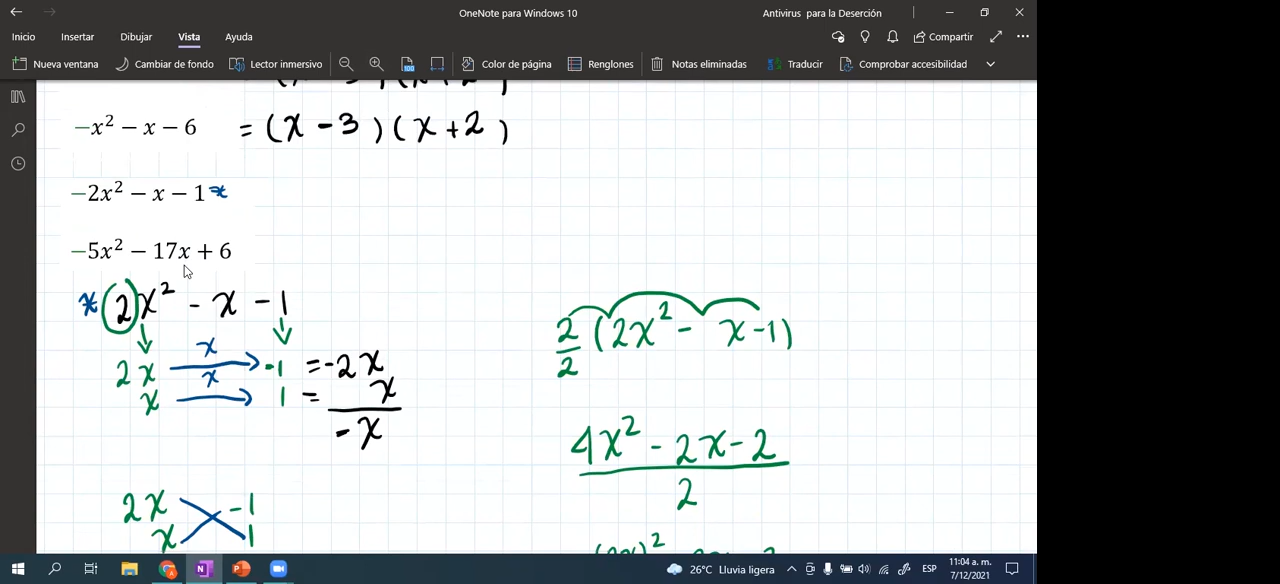 OneNote para Windows 10
Antivirus para la Deserción
Inicio Insertar Dibujar Vista Ayuda
Compartir
Nueva ventana Cambiar de fondo Lector inmersivo Color de página Renglones Notas eliminadas Traducir Comprobar accesibilidad
-x² − x − 6 = (x - 3)(x + 2)
-2x² − x − 1
-5x² − 17x + 6
2x² - x - 1
2x x -1 = -2x
x x 1 = x
-x
2x -1
x 1
2/2 (2x² - x - 1)
4x² - 2x - 2
2
26°C Lluvia ligera
ESP
11:04 a. m.
7/12/2021